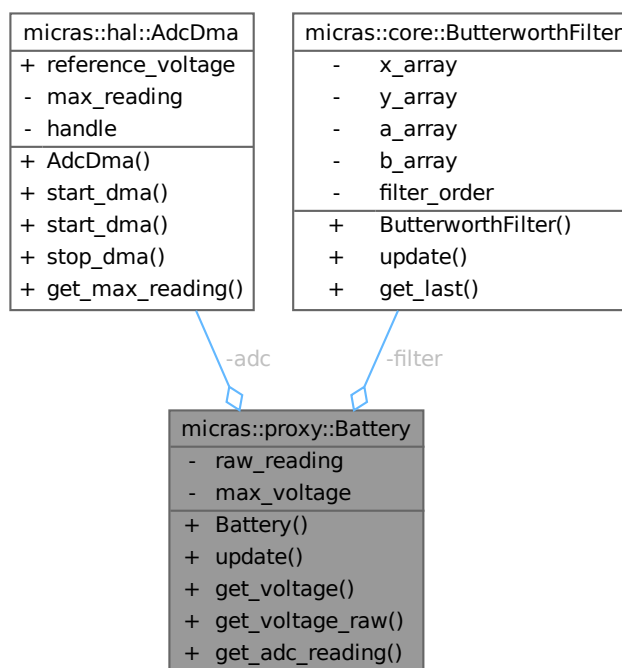 micras::hal::AdcDma
+ reference_voltage
- max_reading
- handle
+ AdcDma()
+ start_dma()
+ start_dma()
+ stop_dma()
+ get_max_reading()
micras::core::ButterworthFilter
- x_array
- y_array
- a_array
- b_array
- filter_order
+ ButterworthFilter()
+ update()
+ get_last()
-adc
-filter
micras::proxy::Battery
- raw_reading
- max_voltage
+ Battery()
+ update()
+ get_voltage()
+ get_voltage_raw()
+ get_adc_reading()